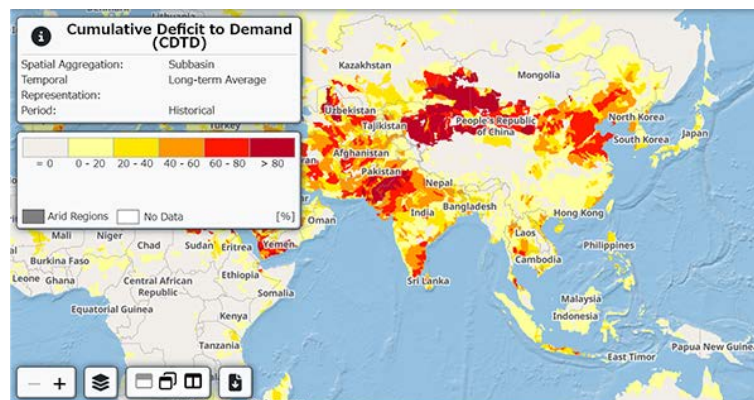 Cumulative Deficit to Demand
(CDTD)
Spatial Aggregation: Subbasin
Temporal Long-term Average
Representation:
Period: Historical
= 0 0 - 20 20 - 40 40 - 60 60 - 80 > 80
Arid Regions No Data [%]
Kazakhstan
Mongolia
Uzbekistan
Turkey
Tajikistan
People's Republic
of China
North Korea
South Korea
Japan
Afghanistan
Iran
Pakistan
Nepal
Bangladesh
India
Oman
Hong Kong
Laos
Mali
Niger
Chad
Sudan
Eritrea
Yemen
Philippines
Burkina Faso
Cambodia
Leone
Ghana
Ethiopia
Sri Lanka
Central African
Republic
Somalia
Malaysia
Equatorial Guinea
Indonesia
Kenya
Tanzania
Papua New Guinea
East Timor